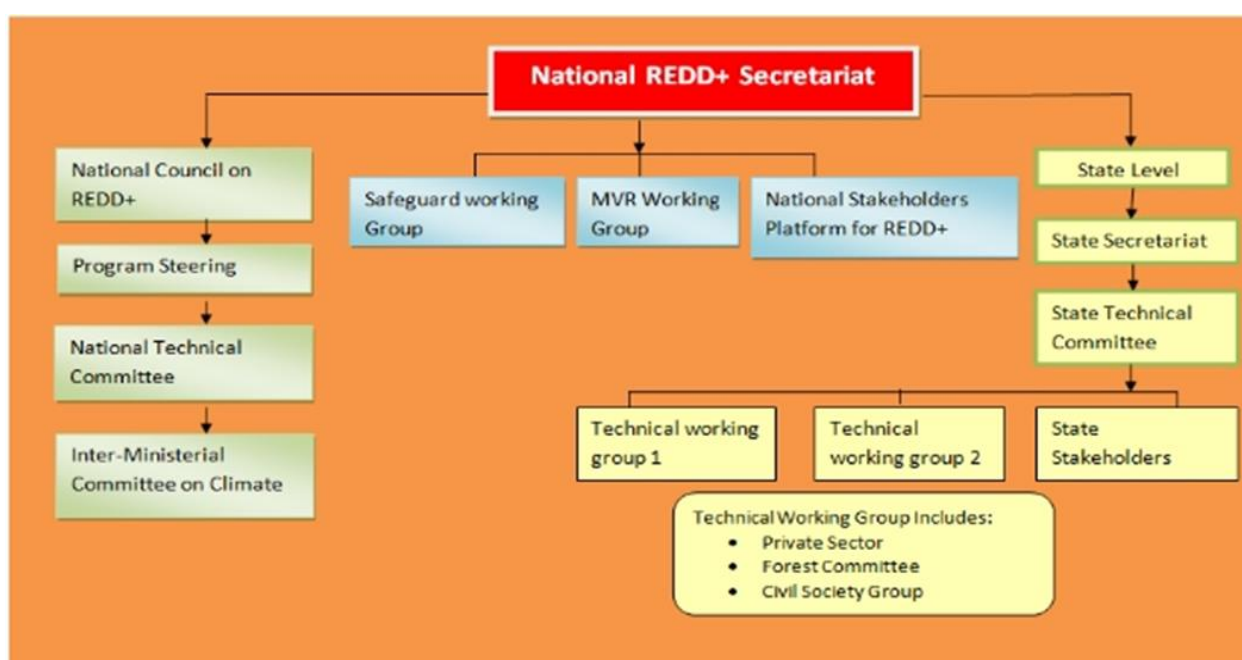 National REDD+ Secretariat
National Council on
REDD+
Program Steering
National Technical
Committee
Inter-Ministerial
Committee on Climate
Safeguard working
Group
MVR Working
Group
National Stakeholders
Platform for REDD+
State Level
State Secretariat
State Technical
Committee
Technical working
group 1
Technical
working group 2
State
Stakeholders
Technical Working Group Includes:
• Private Sector
• Forest Committee
• Civil Society Group